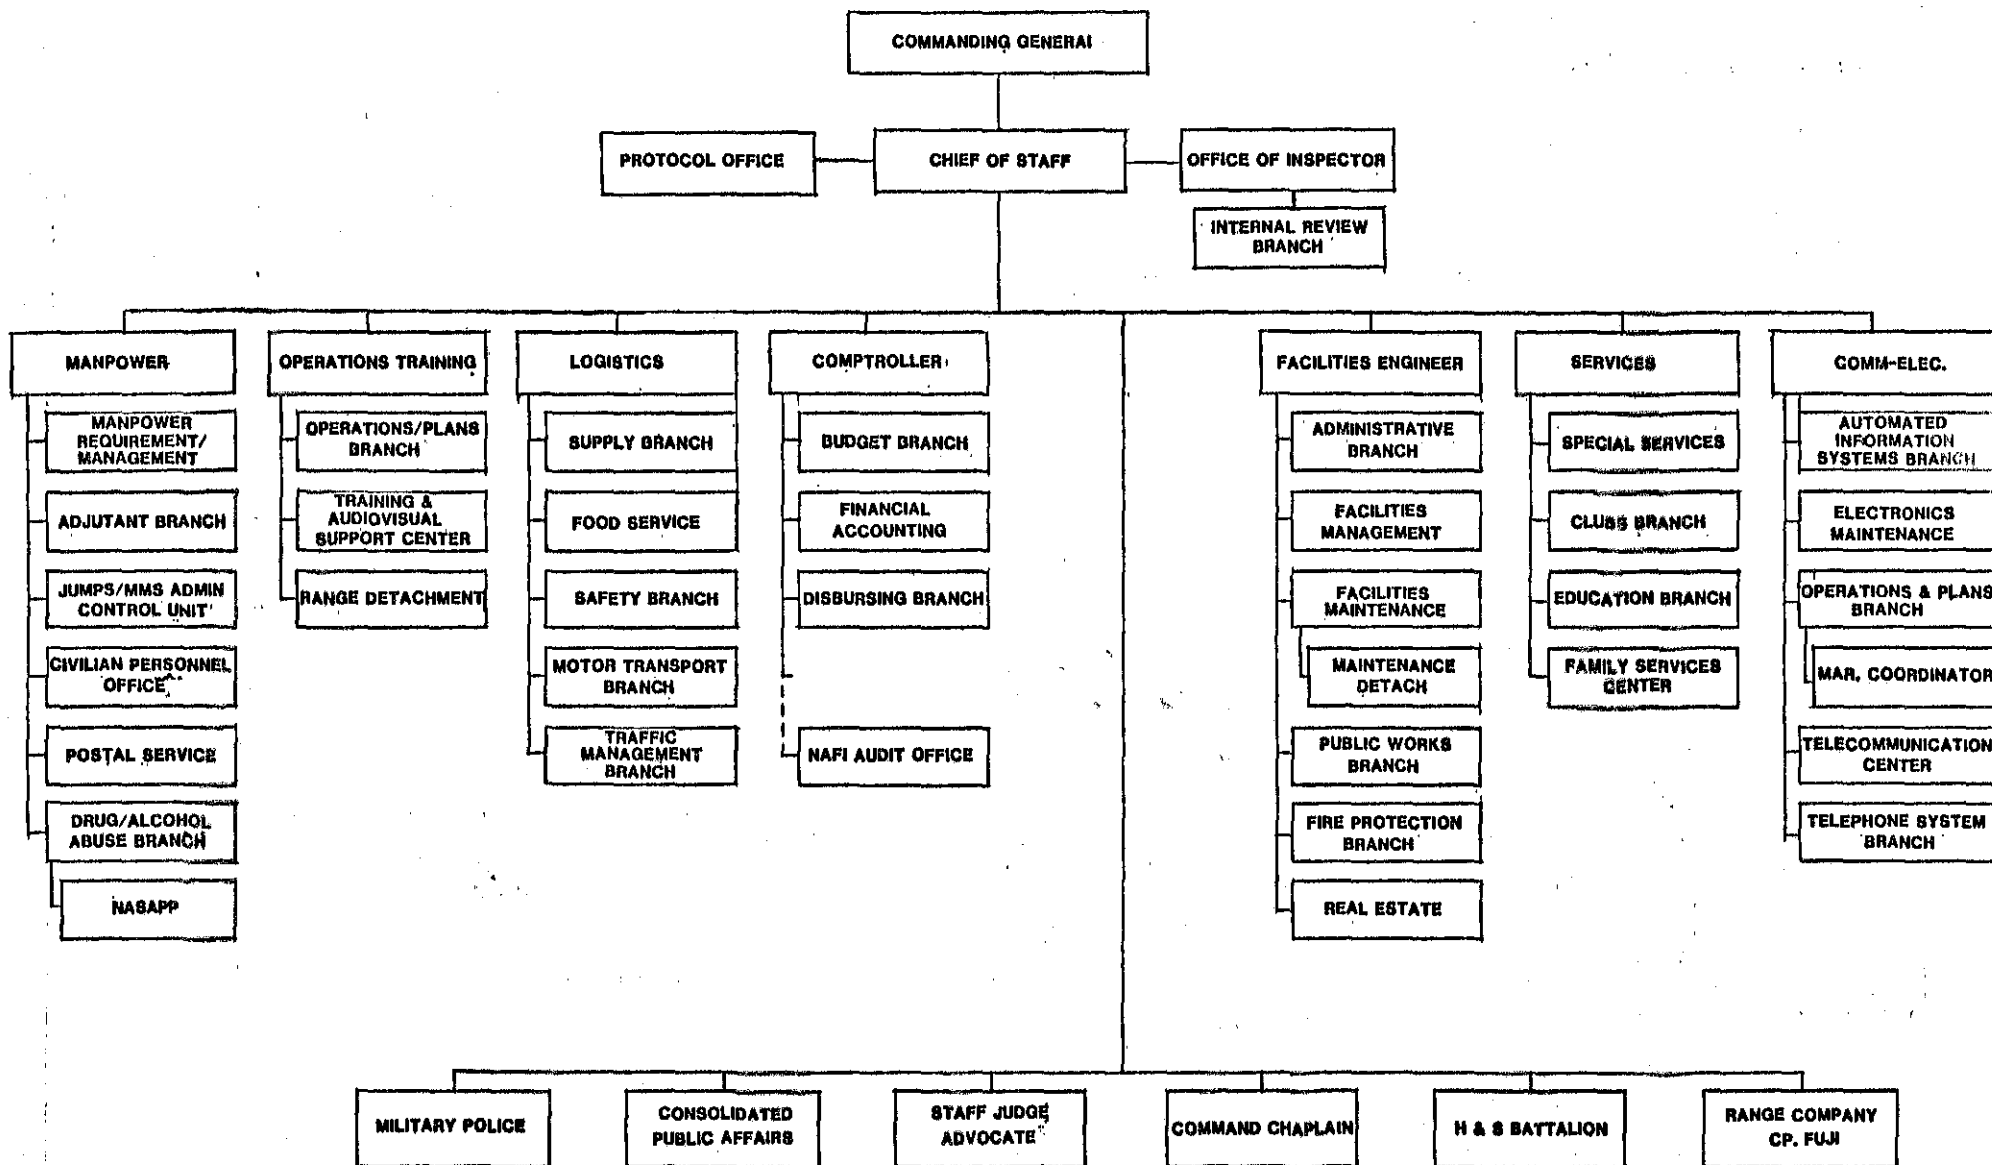 COMMANDING GENERAL
PROTOCOL OFFICE
CHIEF OF STAFF
OFFICE OF INSPECTOR
INTERNAL REVIEW
BRANCH
MANPOWER
OPERATIONS TRAINING
LOGISTICS
COMPTROLLER
FACILITIES ENGINEER
SERVICES
COMM-ELEC.
MANPOWER
REQUIREMENT/
MANAGEMENT
ADJUTANT BRANCH
JUMPS/MMS ADMIN
CONTROL UNIT
CIVILIAN PERSONNEL
OFFICE
POSTAL SERVICE
DRUG/ALCOHOL
ABUSE BRANCH
NASAPP
OPERATIONS/PLANS
BRANCH
TRAINING &
AUDIOVISUAL
SUPPORT CENTER
RANGE DETACHMENT
SUPPLY BRANCH
FOOD SERVICE
SAFETY BRANCH
MOTOR TRANSPORT
BRANCH
TRAFFIC
MANAGEMENT
BRANCH
BUDGET BRANCH
FINANCIAL
ACCOUNTING
DISBURSING BRANCH
NAFI AUDIT OFFICE
ADMINISTRATIVE
BRANCH
FACILITIES
MANAGEMENT
FACILITIES
MAINTENANCE
MAINTENANCE
DETACH
PUBLIC WORKS
BRANCH
FIRE PROTECTION
BRANCH
REAL ESTATE
SPECIAL SERVICES
CLUBS BRANCH
EDUCATION BRANCH
FAMILY SERVICES
CENTER
AUTOMATED
INFORMATION
SYSTEMS BRANCH
ELECTRONICS
MAINTENANCE
OPERATIONS & PLANS
BRANCH
MAR. COORDINATOR
TELECOMMUNICATION
CENTER
TELEPHONE SYSTEM
BRANCH
MILITARY POLICE
CONSOLIDATED
PUBLIC AFFAIRS
STAFF JUDGE
ADVOCATE
COMMAND CHAPLAIN
H & S BATTALION
RANGE COMPANY
CP. FUJI